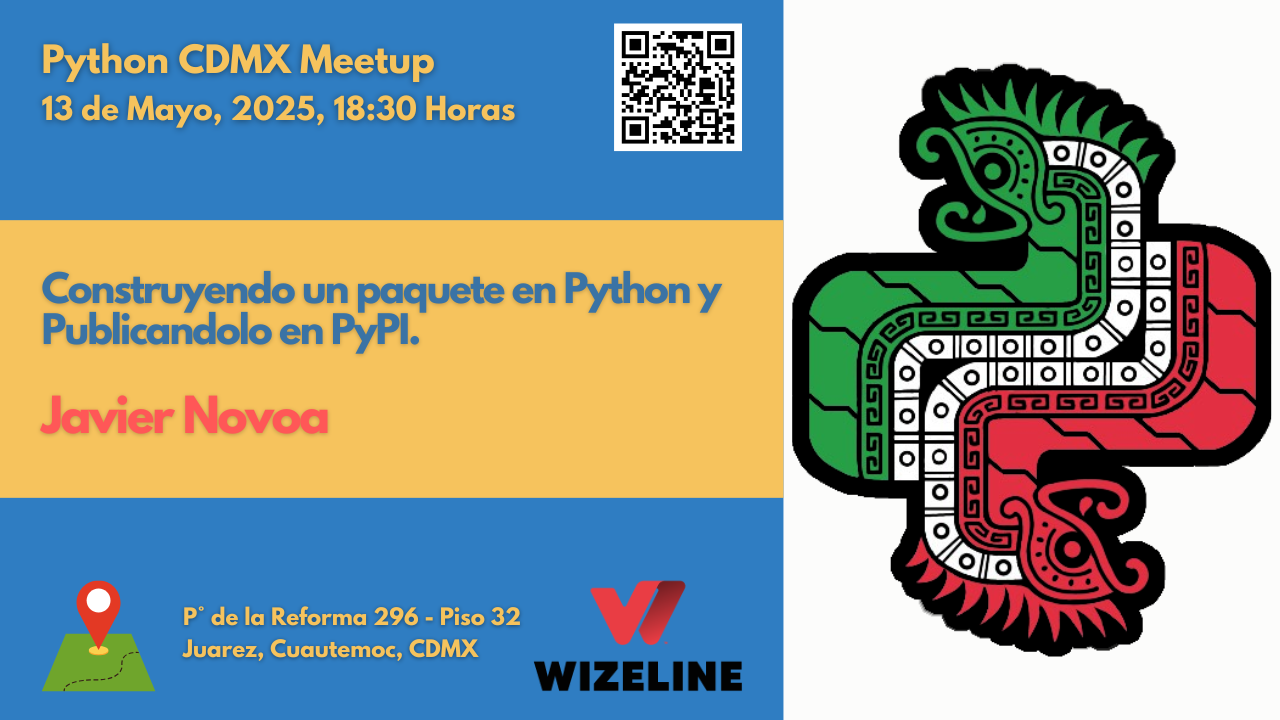 Python CDMX Meetup
13 de Mayo, 2025, 18:30 Horas
Construyendo un paquete en Python y
Publicandolo en PyPI.
Javier Novoa
P° de la Reforma 296 - Piso 32
Juarez, Cuautemoc, CDMX
WIZELINE